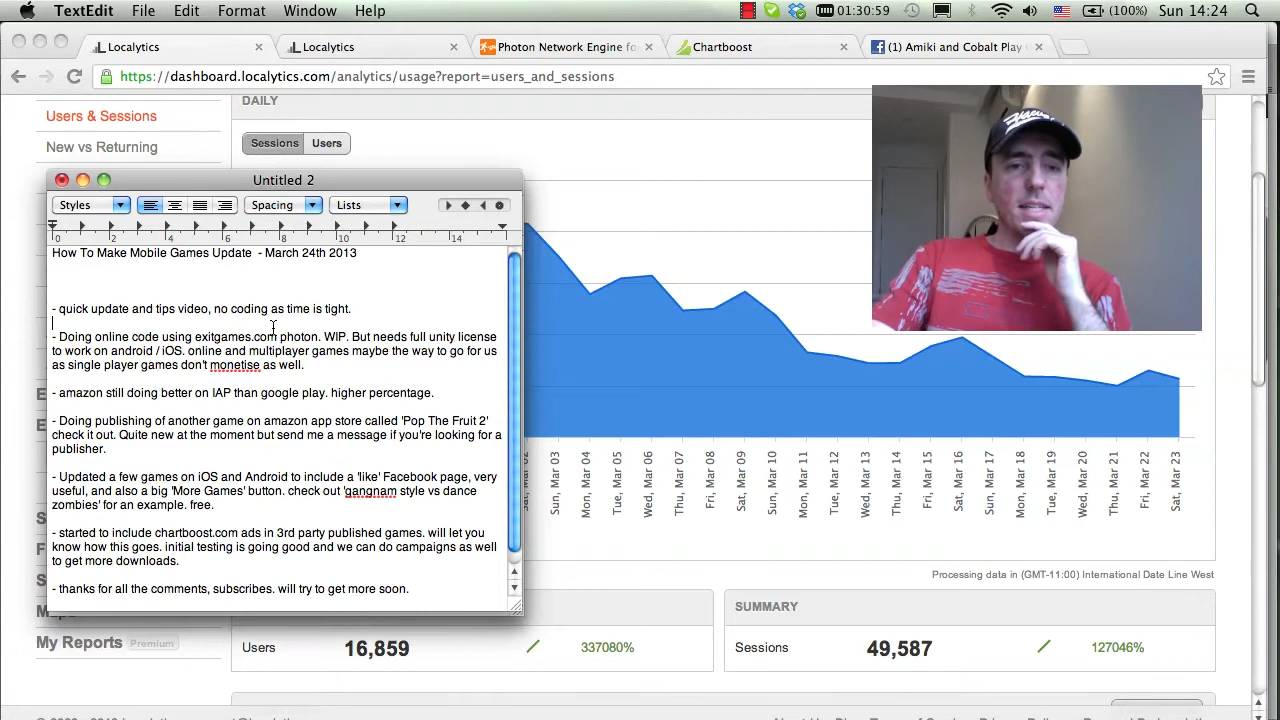 TextEdit File Edit Format Window Help 01:30:59 (100%) Sun 14:24
Localytics Localytics Photon Network Engine fo Chartboost (1) Amiki and Cobalt Play
https://dashboard.localytics.com/analytics/usage?report=users_and_sessions
Users & Sessions
New vs Returning
DAILY
Sessions Users
Untitled 2
Styles Spacing Lists
0 2 4 6 8 10 12 14
How To Make Mobile Games Update - March 24th 2013
- quick update and tips video, no coding as time is tight.
- Doing online code using exitgames.com photon. WIP. But needs full unity license
to work on android / iOS. online and multiplayer games maybe the way to go for us
as single player games don't monetise as well.
- amazon still doing better on IAP than google play. higher percentage.
- Doing publishing of another game on amazon app store called 'Pop The Fruit 2'
check it out. Quite new at the moment but send me a message if you're looking for a
publisher.
- Updated a few games on iOS and Android to include a 'like' Facebook page, very
useful, and also a big 'More Games' button. check out 'gangnam style vs dance
zombies' for an example. free.
- started to include chartboost.com ads in 3rd party published games. will let you
know how this goes. initial testing is going good and we can do campaigns as well
to get more downloads.
- thanks for all the comments, subscribes. will try to get more soon.
Sun, Mar 03
Mon, Mar 04
Tue, Mar 05
Wed, Mar 06
Thu, Mar 07
Fri, Mar 08
Sat, Mar 09
Sun, Mar 10
Mon, Mar 11
Tue, Mar 12
Wed, Mar 13
Thu, Mar 14
Fri, Mar 15
Sat, Mar 16
Sun, Mar 17
Mon, Mar 18
Tue, Mar 19
Wed, Mar 20
Thu, Mar 21
Fri, Mar 22
Sat, Mar 23
Processing data in (GMT-11:00) International Date Line West
My Reports Premium
Users 16,859 337080%
SUMMARY
Sessions 49,587 127046%